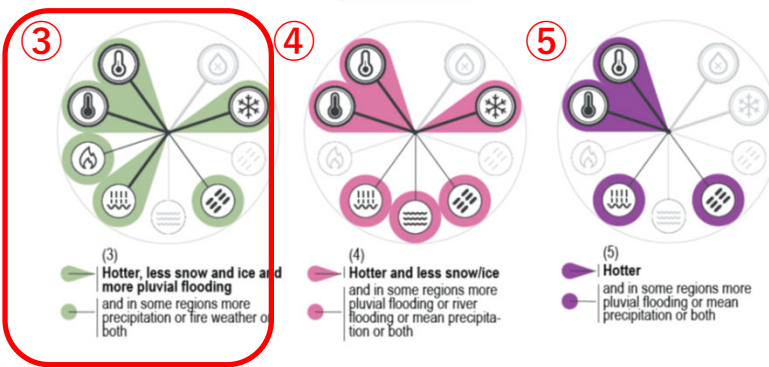 ③
④
⑤
(3)
Hotter, less snow and ice and
more pluvial flooding
and in some regions more
precipitation or fire weather or
both
(4)
Hotter and less snow/ice
and in some regions more
pluvial flooding or river
flooding or mean precipita-
tion or both
(5)
Hotter
and in some regions more
pluvial flooding or mean
precipitation or both